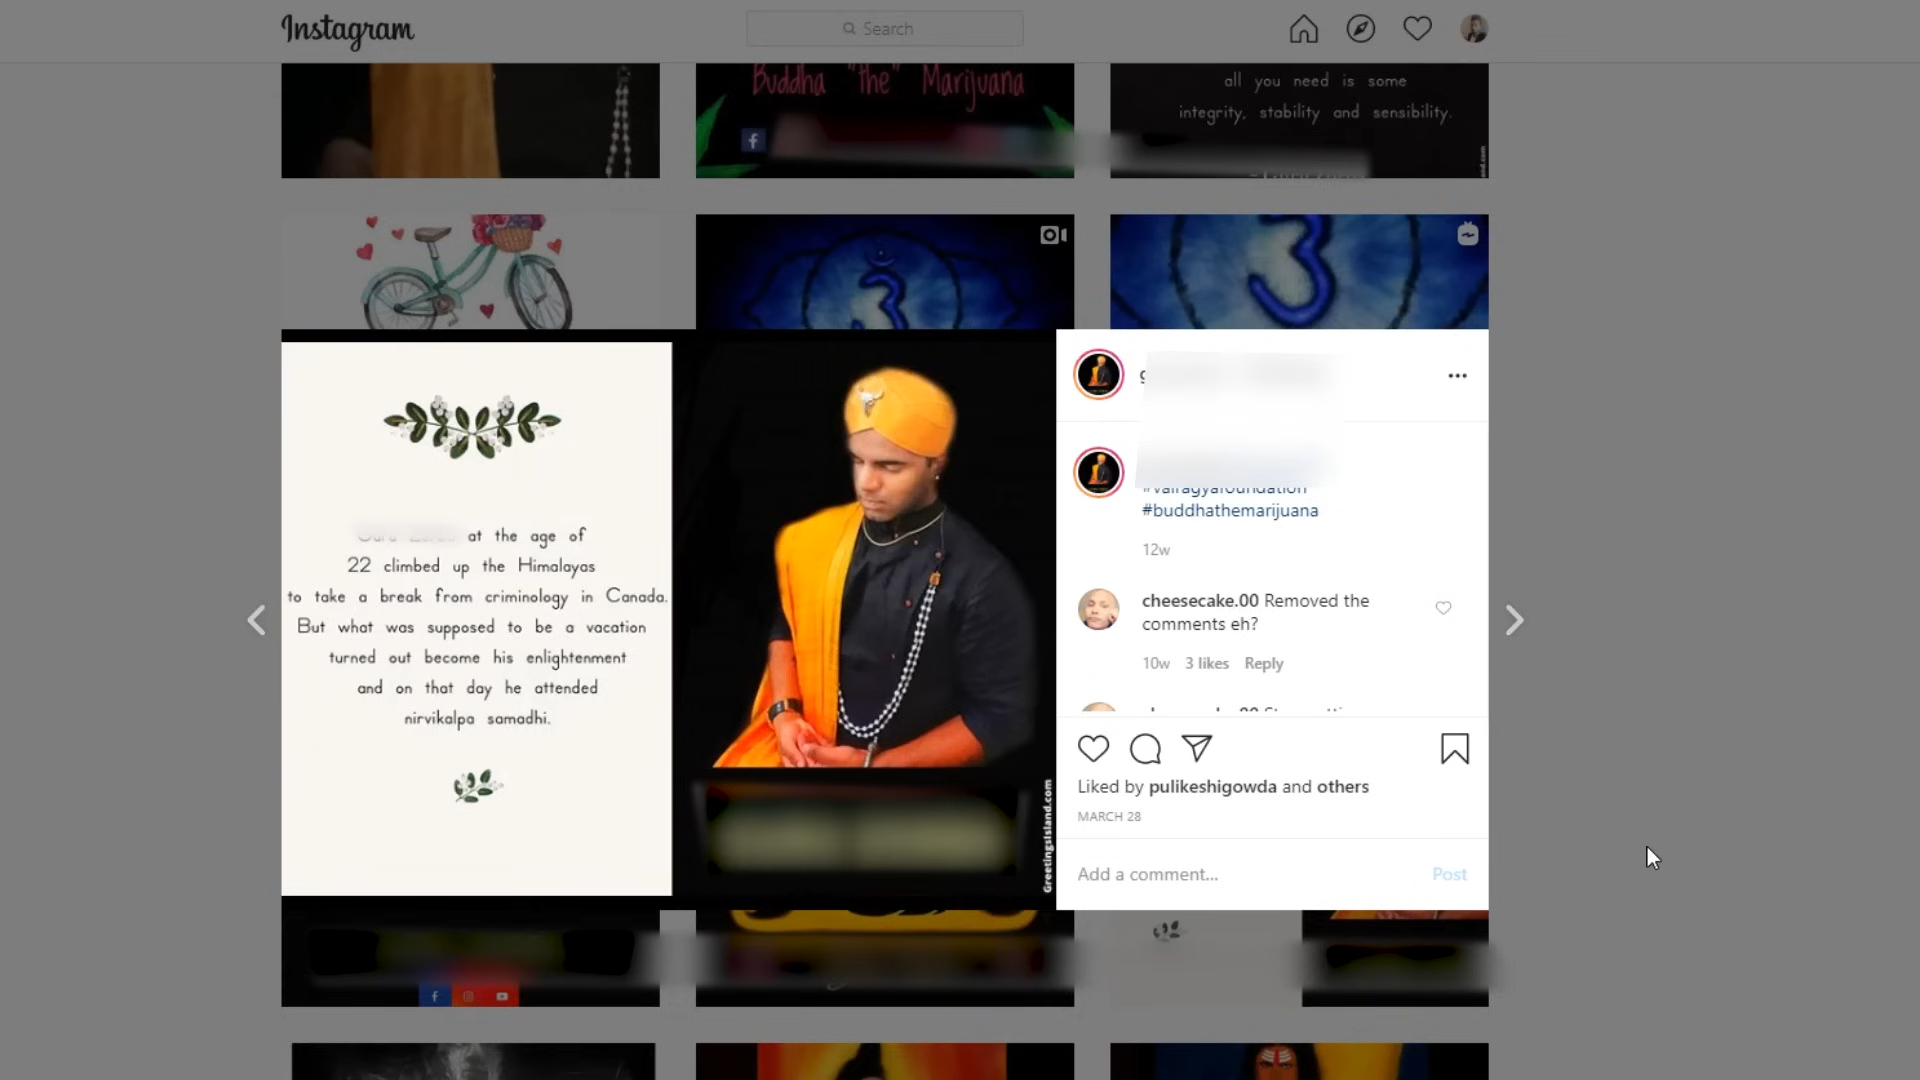 Instagram
Search
Buddha "the" Marijuana
all you need is some
integrity, stability and sensibility.
at the age of
22 climbed up the Himalayas
to take a break from criminology in Canada.
But what was supposed to be a vacation
turned out become his enlightenment
and on that day he attended
nirvikalpa samadhi.
GreetingsIsland.com
#vairagyafoundation
#buddhathemarijuana
12w
cheesecake.00 Removed the
comments eh?
10w 3 likes Reply
Liked by pulikeshigowda and others
MARCH 28
Add a comment...
Post